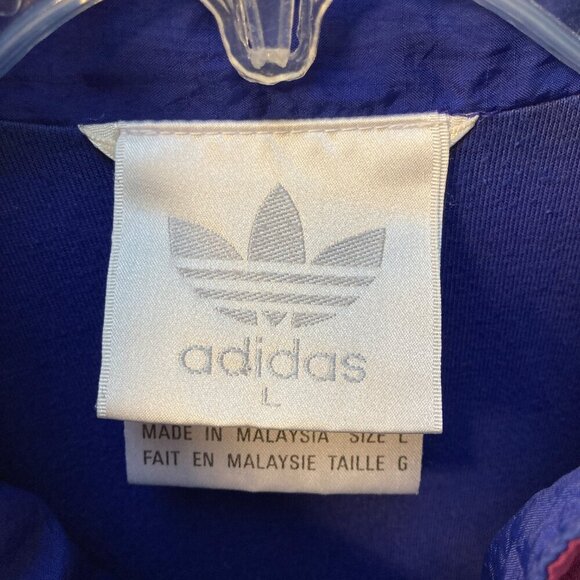 adidas
L
MADE IN MALAYSIA SIZE L
FAIT EN MALAYSIE TAILLE G